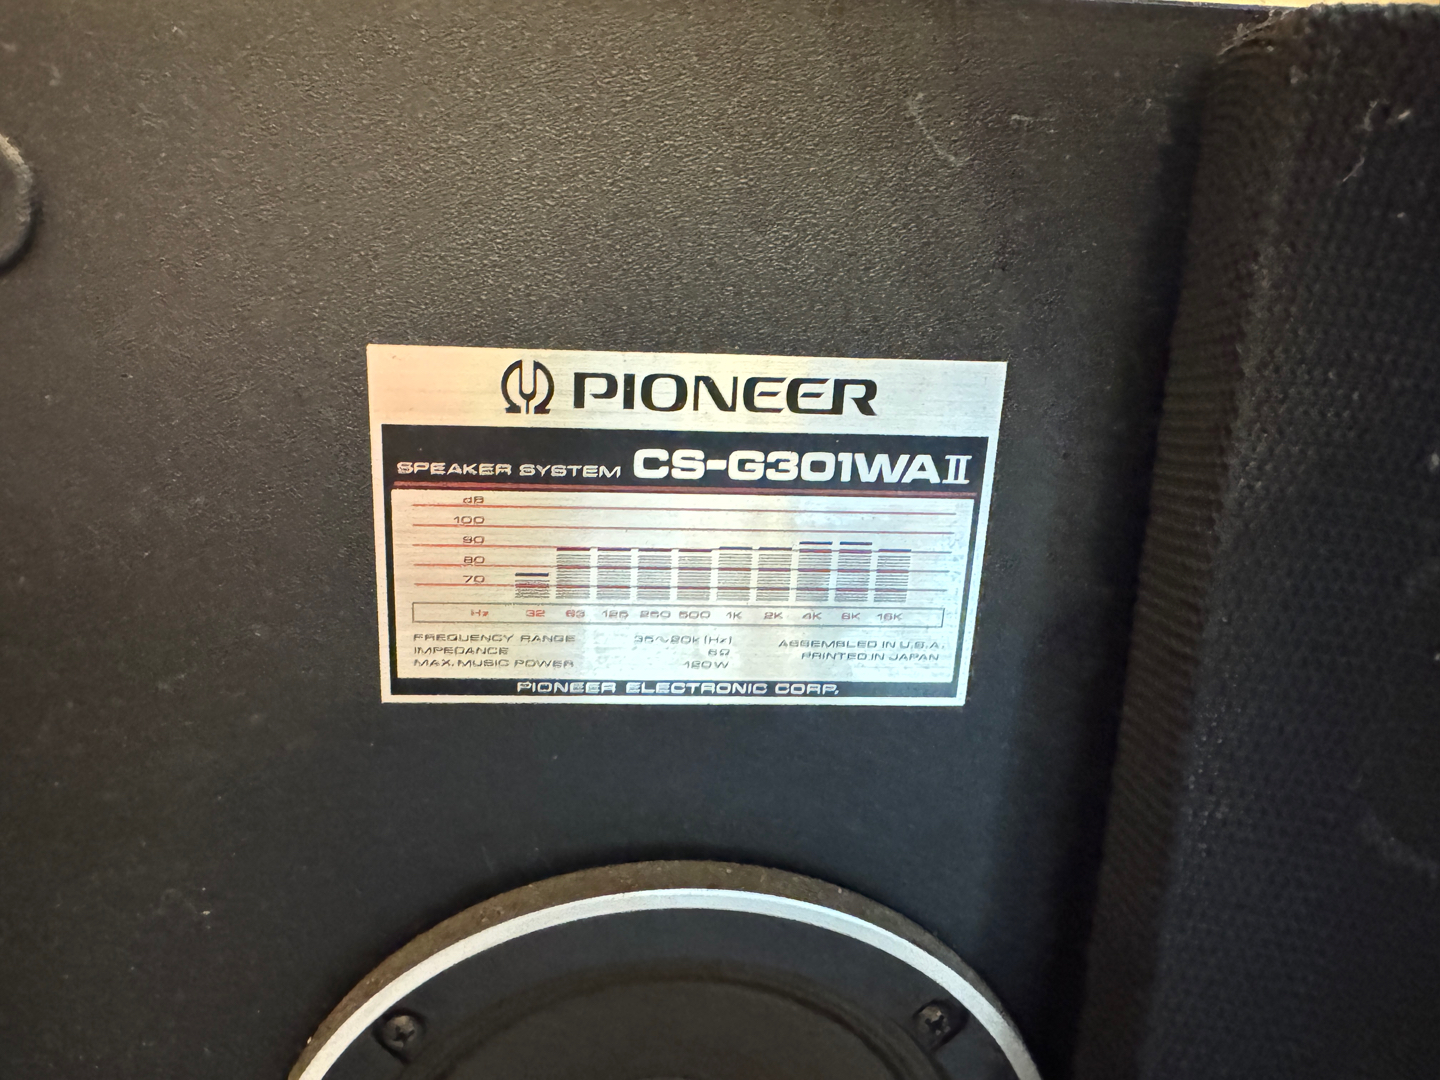 PIONEER
SPEAKER SYSTEM CS-G301WAII
dB
100
90
80
70
Hz 32 63 125 250 500 1K 2K 4K 8K 16K
FREQUENCY RANGE 35~20k (Hz)
IMPEDANCE 6Ω
MAX. MUSIC POWER 120W
ASSEMBLED IN U.S.A.
PRINTED IN JAPAN
PIONEER ELECTRONIC CORP.